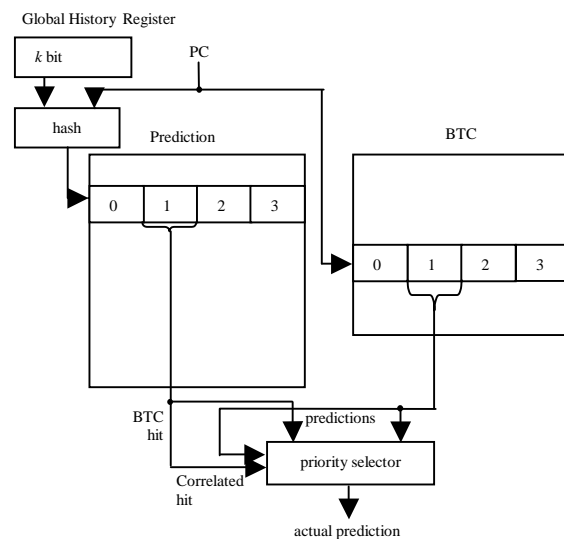 Global History Register
k bit
PC
hash
Prediction
BTC
0 1 2 3
0 1 2 3
BTC
hit
predictions
priority selector
Correlated
hit
actual prediction